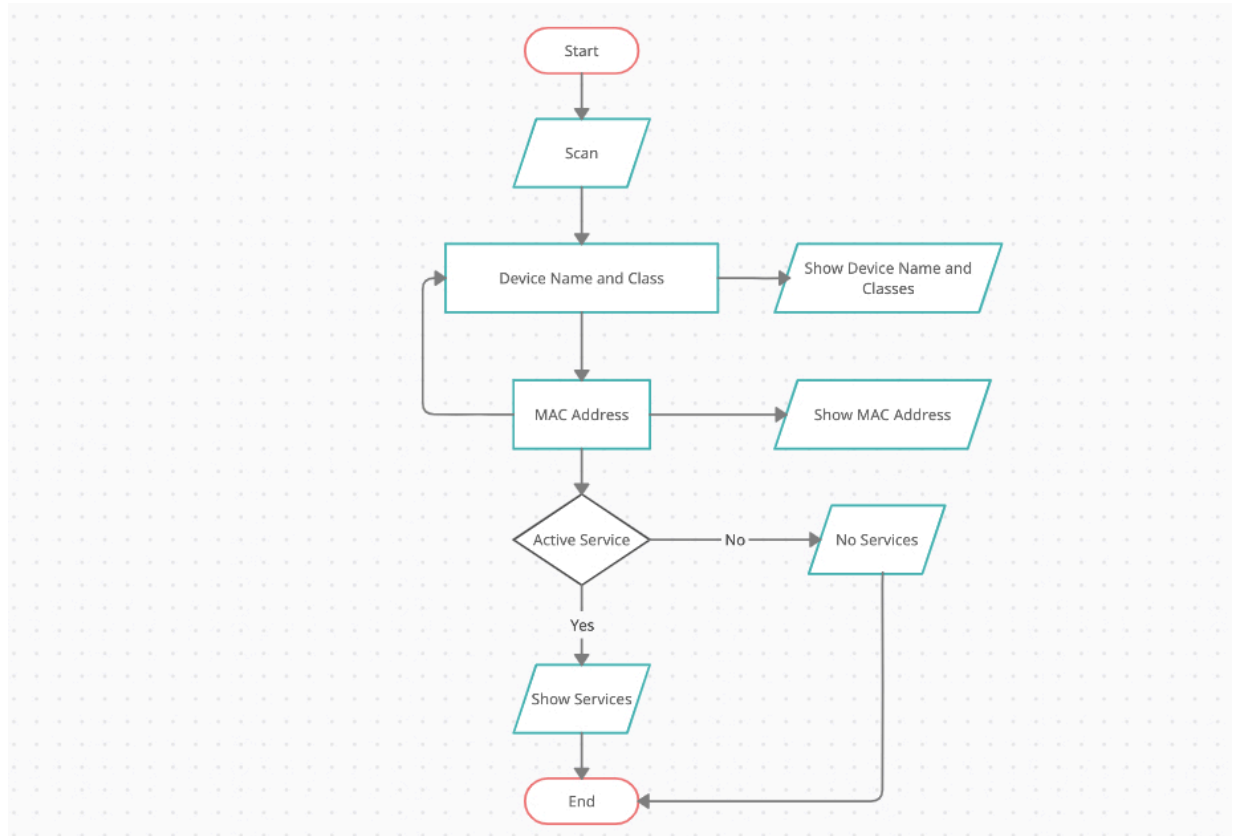 Start
Scan
Device Name and Class
Show Device Name and
Classes
MAC Address
Show MAC Address
Active Service
No
No Services
Yes
Show Services
End